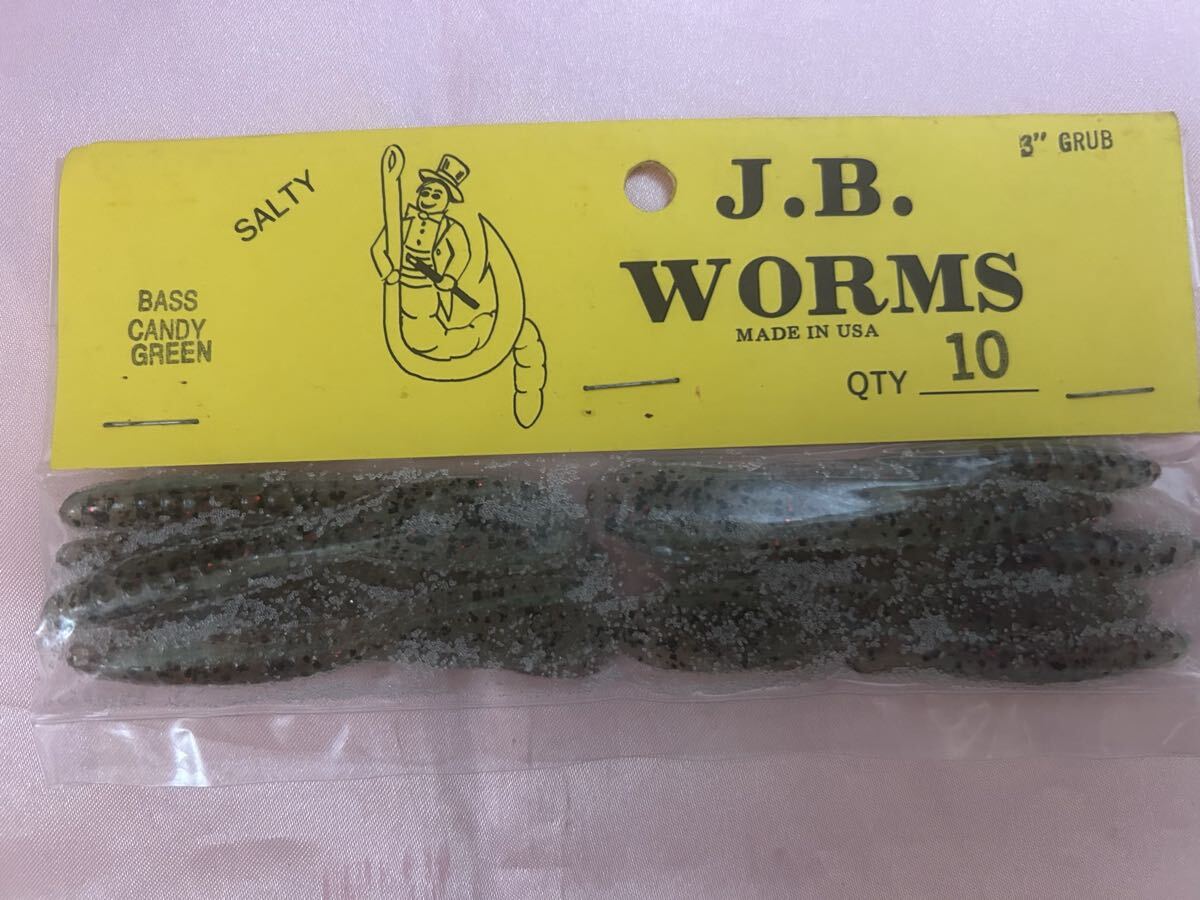 SALTY
BASS
CANDY
GREEN
3" GRUB
J.B.
WORMS
MADE IN USA
QTY 10